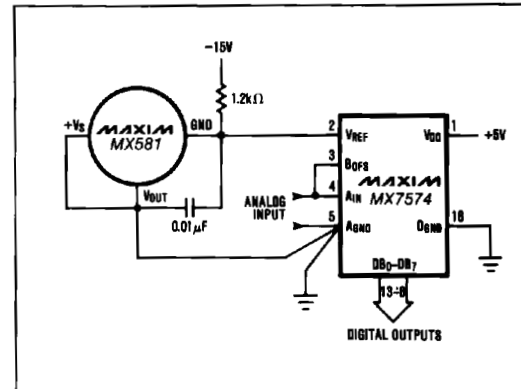 -15V
1.2kΩ
+VS
MAXIM
MX581
GND
VOUT
0.01μF
ANALOG
INPUT
2
VREF
3
BOFS
4
AIN
5
AGND
1
VDD
+5V
MAXIM
MX7574
18
DGND
DB0-DB7
13-6
DIGITAL OUTPUTS